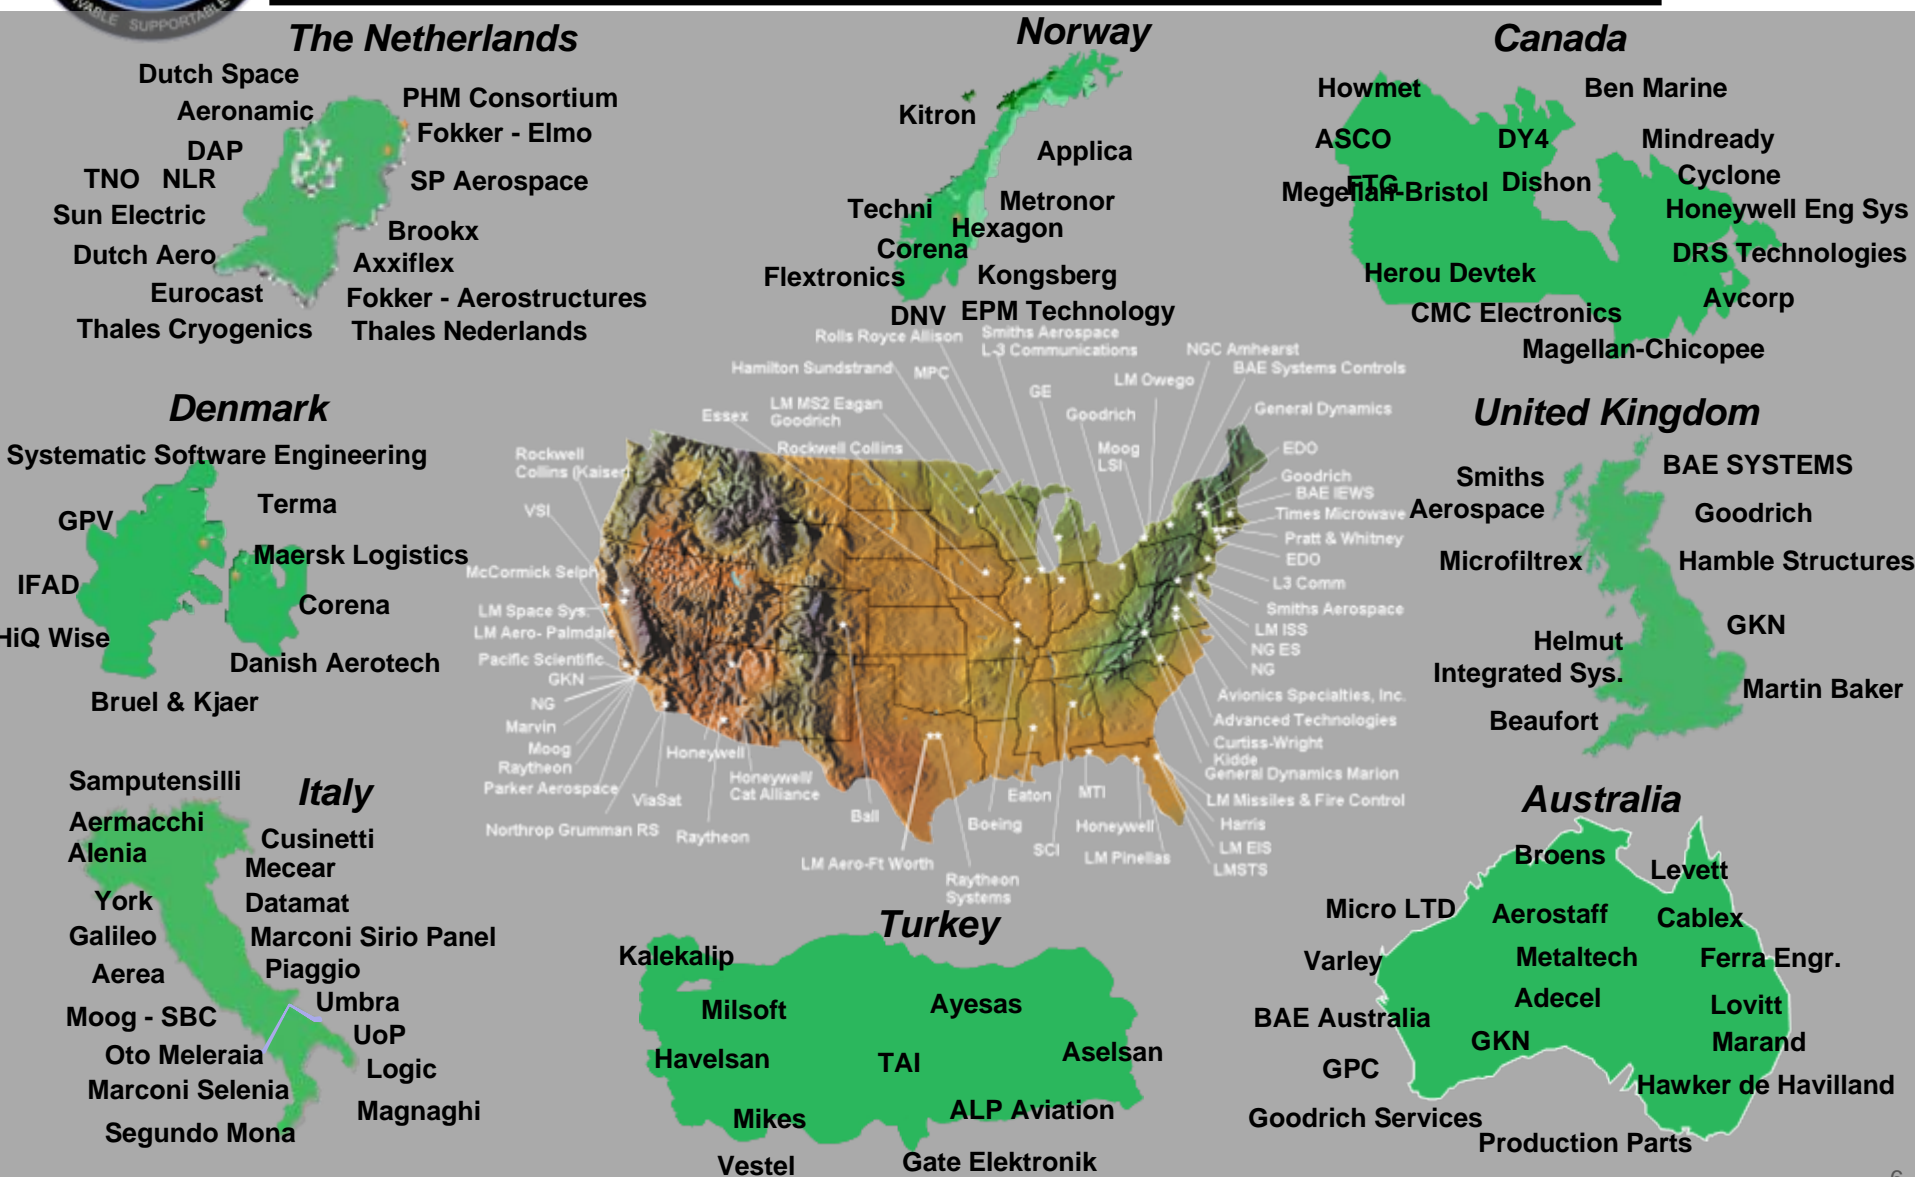 SUPPORTABLE
The Netherlands
Dutch Space
Aeronamic
DAP
TNO NLR
Sun Electric
Dutch Aero
Eurocast
Thales Cryogenics
PHM Consortium
Fokker - Elmo
SP Aerospace
Brookx
Axxiflex
Fokker - Aerostructures
Thales Nederlands
Norway
Kitron
Applica
Metronor
Techni
Hexagon
Corena
Flextronics
Kongsberg
DNV
EPM Technology
Canada
Howmet
Ben Marine
ASCO
DY4
Mindready
FTG
Megellan-Bristol
Dishon
Cyclone
Honeywell Eng Sys
DRS Technologies
Herou Devtek
Avcorp
CMC Electronics
Magellan-Chicopee
Denmark
Systematic Software Engineering
Terma
GPV
Maersk Logistics
IFAD
Corena
HiQ Wise
Danish Aerotech
Bruel & Kjaer
Rolls Royce Allison
Smiths Aerospace
L-3 Communications
NGC Amhearst
BAE Systems Controls
Hamilton Sundstrand
MPC
GE
LM Owego
LM MS2 Eagan
Goodrich
Essex
Goodrich
General Dynamics
Rockwell Collins
Moog
LSI
EDO
Rockwell
Collins (Kaiser)
Goodrich
BAE IEWS
VSI
Times Microwave
Pratt & Whitney
EDO
McCormick Selph
L3 Comm
LM Space Sys.
Smiths Aerospace
LM Aero- Palmdale
LM ISS
NG ES
Pacific Scientific
NG
GKN
NG
Avionics Specialties, Inc.
Marvin
Advanced Technologies
Moog
Curtiss-Wright
Honeywell
Kidde
Raytheon
General Dynamics Marion
Parker Aerospace
Honeywell/
Cat Alliance
ViaSat
Eaton
MTI
LM Missiles & Fire Control
Northrop Grumman RS
Raytheon
Ball
Boeing
Honeywell
Harris
SCI
LM Pinellas
LM EIS
LM Aero-Ft Worth
LMSTS
Raytheon
Systems
United Kingdom
Smiths
Aerospace
BAE SYSTEMS
Goodrich
Microfiltrex
Hamble Structures
GKN
Helmut
Integrated Sys.
Martin Baker
Beaufort
Italy
Samputensilli
Aermacchi
Alenia
Cusinetti
Mecear
York
Datamat
Galileo
Marconi Sirio Panel
Aerea
Piaggio
Umbra
Moog - SBC
UoP
Oto Meleraia
Logic
Marconi Selenia
Magnaghi
Segundo Mona
Turkey
Kalekalip
Milsoft
Ayesas
Havelsan
TAI
Aselsan
Mikes
ALP Aviation
Vestel
Gate Elektronik
Australia
Broens
Levett
Micro LTD
Aerostaff
Cablex
Varley
Metaltech
Ferra Engr.
Adecel
Lovitt
BAE Australia
GKN
Marand
GPC
Hawker de Havilland
Goodrich Services
Production Parts